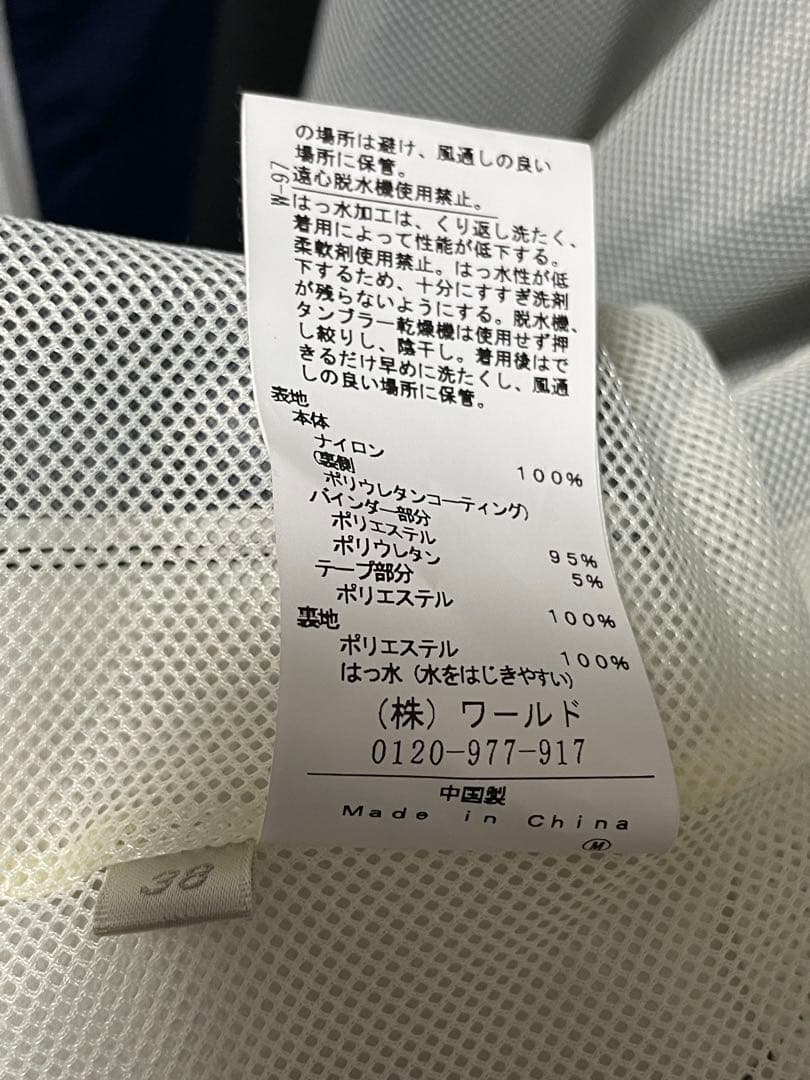 の場所は避け、風通しの良い
場所に保管。
遠心脱水機使用禁止。
W-97
はっ水加工は、くり返し洗たく、
着用によって性能が低下する。
柔軟剤使用禁止。はっ水性が低
下するため、十分にすすぎ洗剤
が残らないようにする。脱水機、
タンブラー乾燥機は使用せず押
し絞りし、陰干し。着用後はで
きるだけ早めに洗たくし、風通
しの良い場所に保管。
表地
本体
ナイロン 100%
(裏側
ポリウレタンコーティング)
バインダー部分
ポリエステル 95%
ポリウレタン 5%
テープ部分
ポリエステル 100%
裏地
ポリエステル 100%
はっ水(水をはじきやすい)
(株)ワールド
0120-977-917
中国製
Made in China
M
38